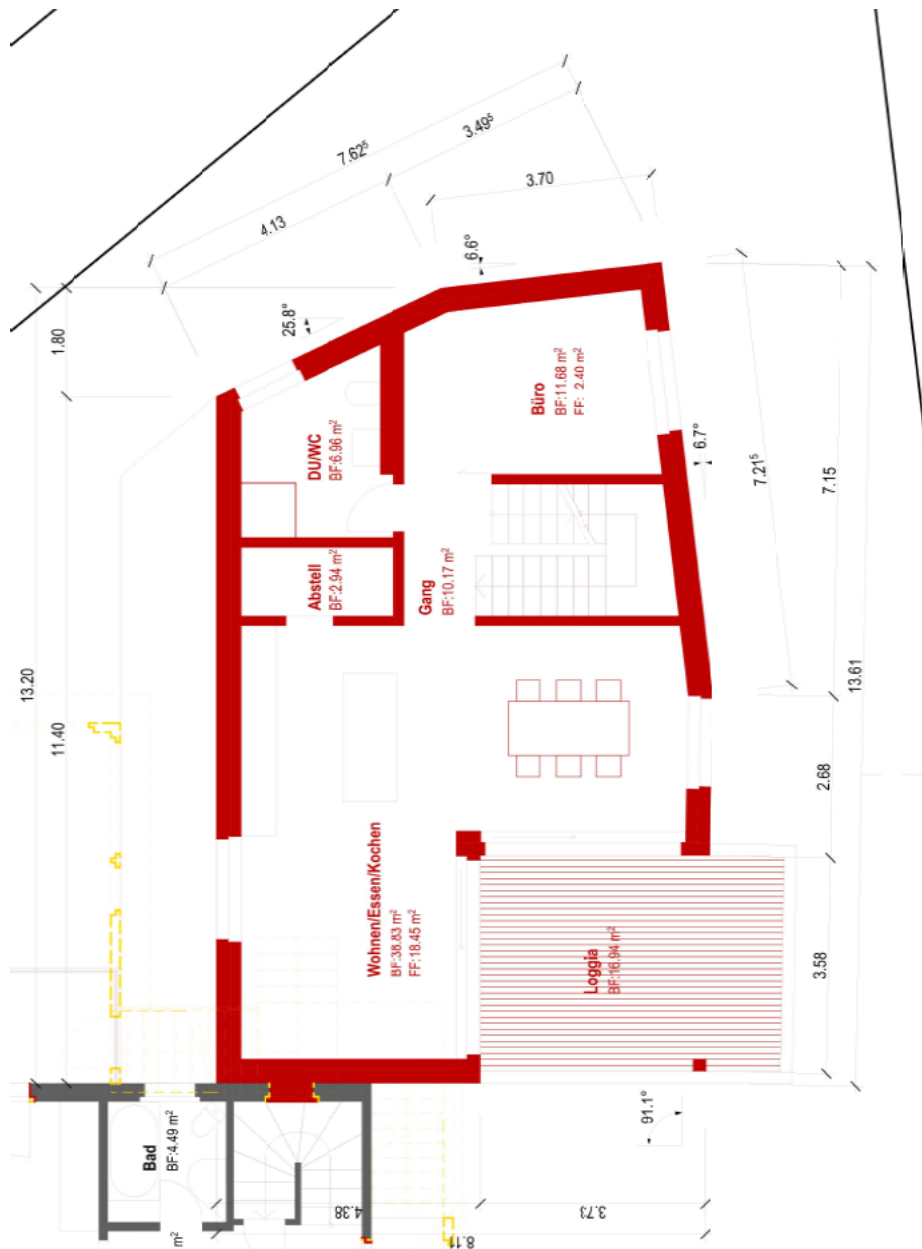 3.49⁵
7.62⁵
3.70
4.13
6.6°
25.8°
1.80
DU/WC
BF:6.96 m²
Büro
BF:11.68 m²
FF: 2.40 m²
6.7°
7.21⁵
7.15
Abstell
BF:2.94 m²
Gang
BF:10.17 m²
13.20
11.40
13.61
2.68
Wohnen/Essen/Kochen
BF:38.83 m²
FF:18.45 m²
Loggia
BF:16.94 m²
3.58
91.1°
Bad
BF:4.49 m²
m²
4.38
3.73
8.11